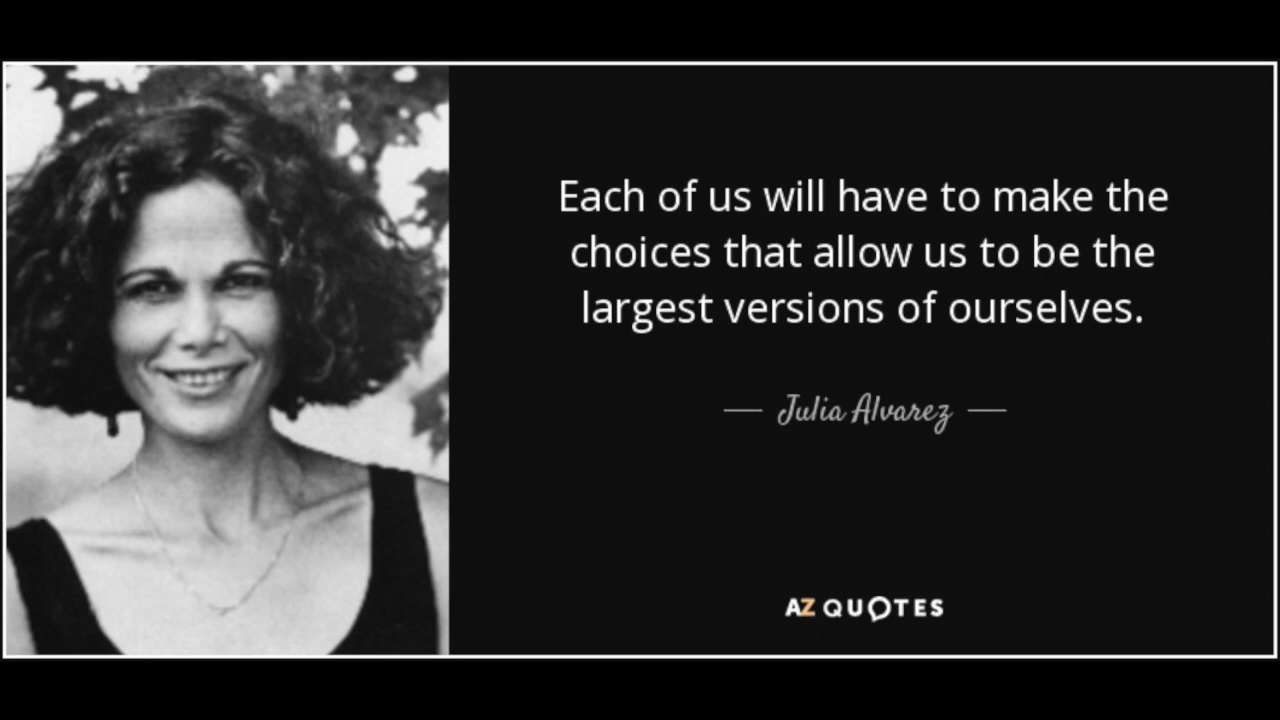 Each of us will have to make the
choices that allow us to be the
largest versions of ourselves.
Julia Alvarez
AZ QUOTES